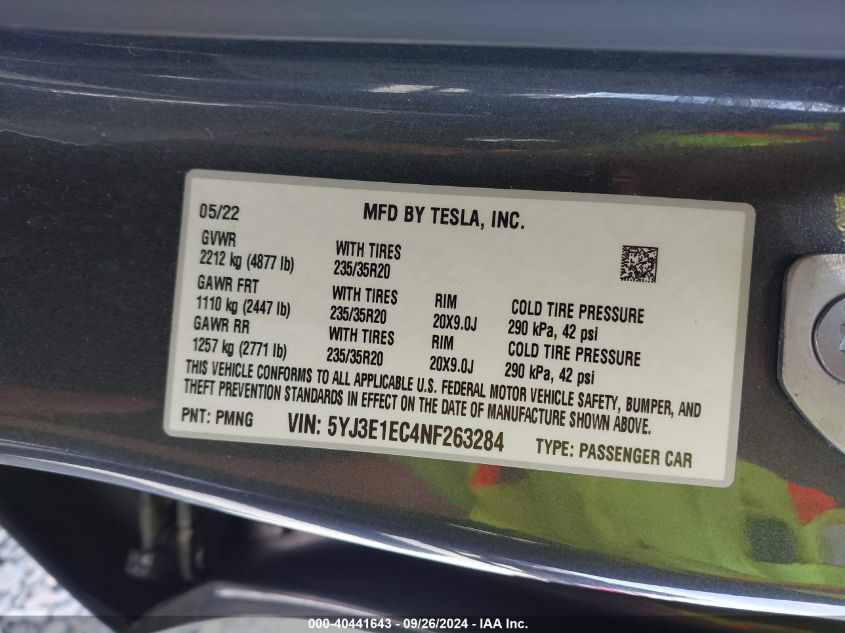 05/22 MFD BY TESLA, INC.
GVWR
2212 kg (4877 lb)
WITH TIRES
235/35R20
GAWR FRT
1110 kg (2447 lb)
WITH TIRES
235/35R20
RIM
20X9.0J
COLD TIRE PRESSURE
290 kPa, 42 psi
GAWR RR
1257 kg (2771 lb)
WITH TIRES
235/35R20
RIM
20X9.0J
COLD TIRE PRESSURE
290 kPa, 42 psi
THIS VEHICLE CONFORMS TO ALL APPLICABLE U.S. FEDERAL MOTOR VEHICLE SAFETY, BUMPER, AND
THEFT PREVENTION STANDARDS IN EFFECT ON THE DATE OF MANUFACTURE SHOWN ABOVE.
PNT: PMNG VIN: 5YJ3E1EC4NF263284 TYPE: PASSENGER CAR
000-40441643 - 09/26/2024 - IAA Inc.